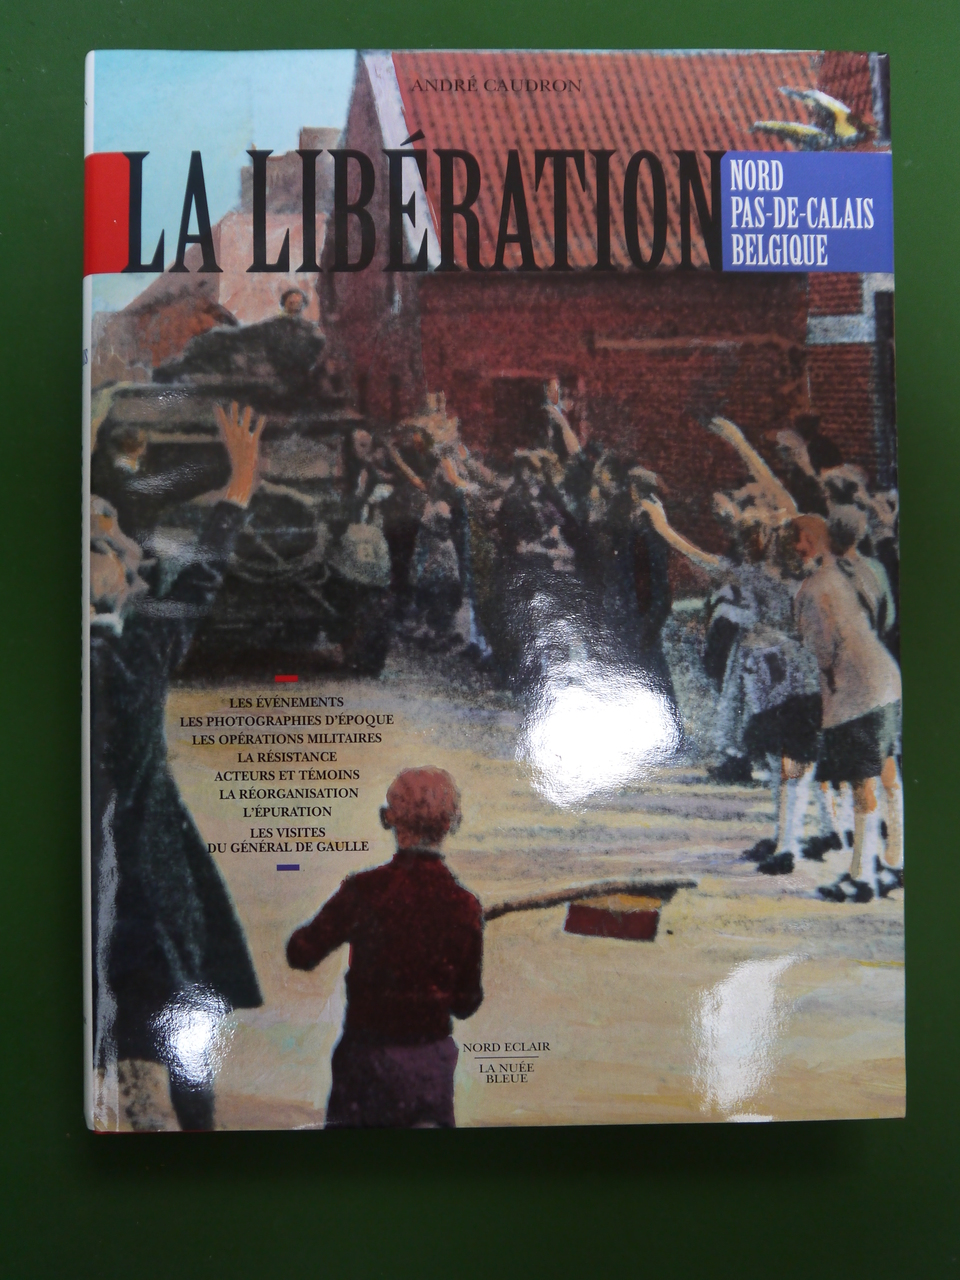 ANDRÉ CAUDRON
LA LIBÉRATION
NORD
PAS-DE-CALAIS
BELGIQUE
LES ÉVÉNEMENTS
LES PHOTOGRAPHIES D'ÉPOQUE
LES OPÉRATIONS MILITAIRES
LA RÉSISTANCE
ACTEURS ET TÉMOINS
LA RÉORGANISATION
L'ÉPURATION
LES VISITES
DU GÉNÉRAL DE GAULLE
NORD ECLAIR
LA NUÉE
BLEUE